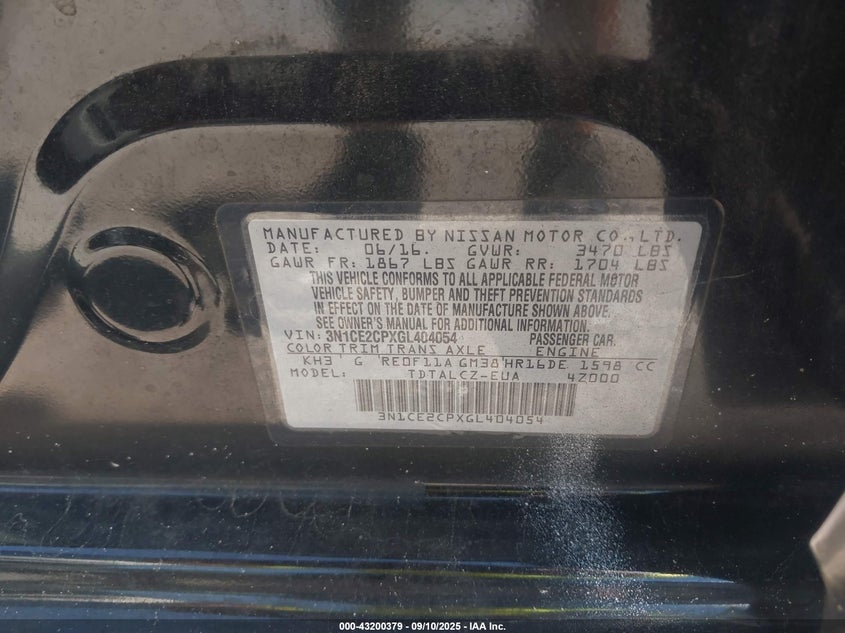 MANUFACTURED BY NISSAN MOTOR CO., LTD.
DATE: 06/16. GVWR: 3470 LBS
GAWR FR: 1867 LBS GAWR RR: 1704 LBS
THIS VEHICLE CONFORMS TO ALL APPLICABLE FEDERAL MOTOR
VEHICLE SAFETY, BUMPER AND THEFT PREVENTION STANDARDS
IN EFFECT ON THE DATE OF MANUFACTURE SHOWN ABOVE.
SEE OWNER'S MANUAL FOR ADDITIONAL INFORMATION.
VIN: 3N1CE2CPXGL404054 PASSENGER CAR.
COLOR TRIM TRANS AXLE ENGINE
KH3 G RE0F11A GM38 HR16DE 1598 CC
MODEL: TDTALCZ-EUA 4Z000
3N1CE2CPXGL404054
000-43200379 - 09/10/2025 - IAA Inc.